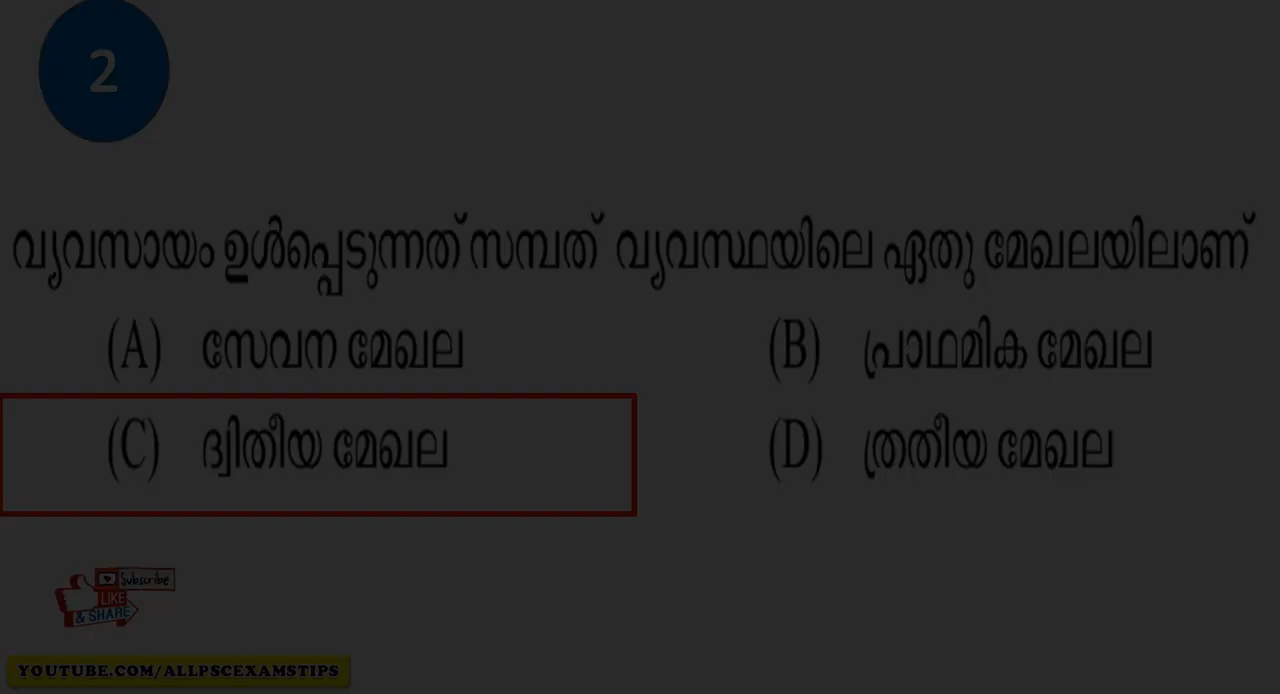 2
വ്യവസായം ഉൾപ്പെടുന്നത് സമ്പത് വ്യവസ്ഥയിലെ ഏതു മേഖലയിലാണ്
(A) സേവന മേഖല (B) പ്രാഥമിക മേഖല
(C) ദ്വിതീയ മേഖല (D) ത്രതീയ മേഖല
Subscribe
LIKE
& SHARE
YOUTUBE.COM/ALLPSCEXAMSTIPS